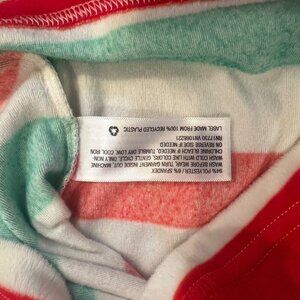 94% POLYESTER / 6% SPANDEX
WASH BEFORE WEAR, TURN GARMENT INSIDE OUT, MACHINE
WASH COLD WITH LIKE COLORS, GENTLE CYCLE, ONLY NON-
CHLORINE BLEACH IF NEEDED, TUMBLE DRY LOW, COOL IRON
ON REVERSE SIDE IF NEEDED
RN17730 VN1096221
LABEL MADE FROM 100% RECYCLED PLASTIC